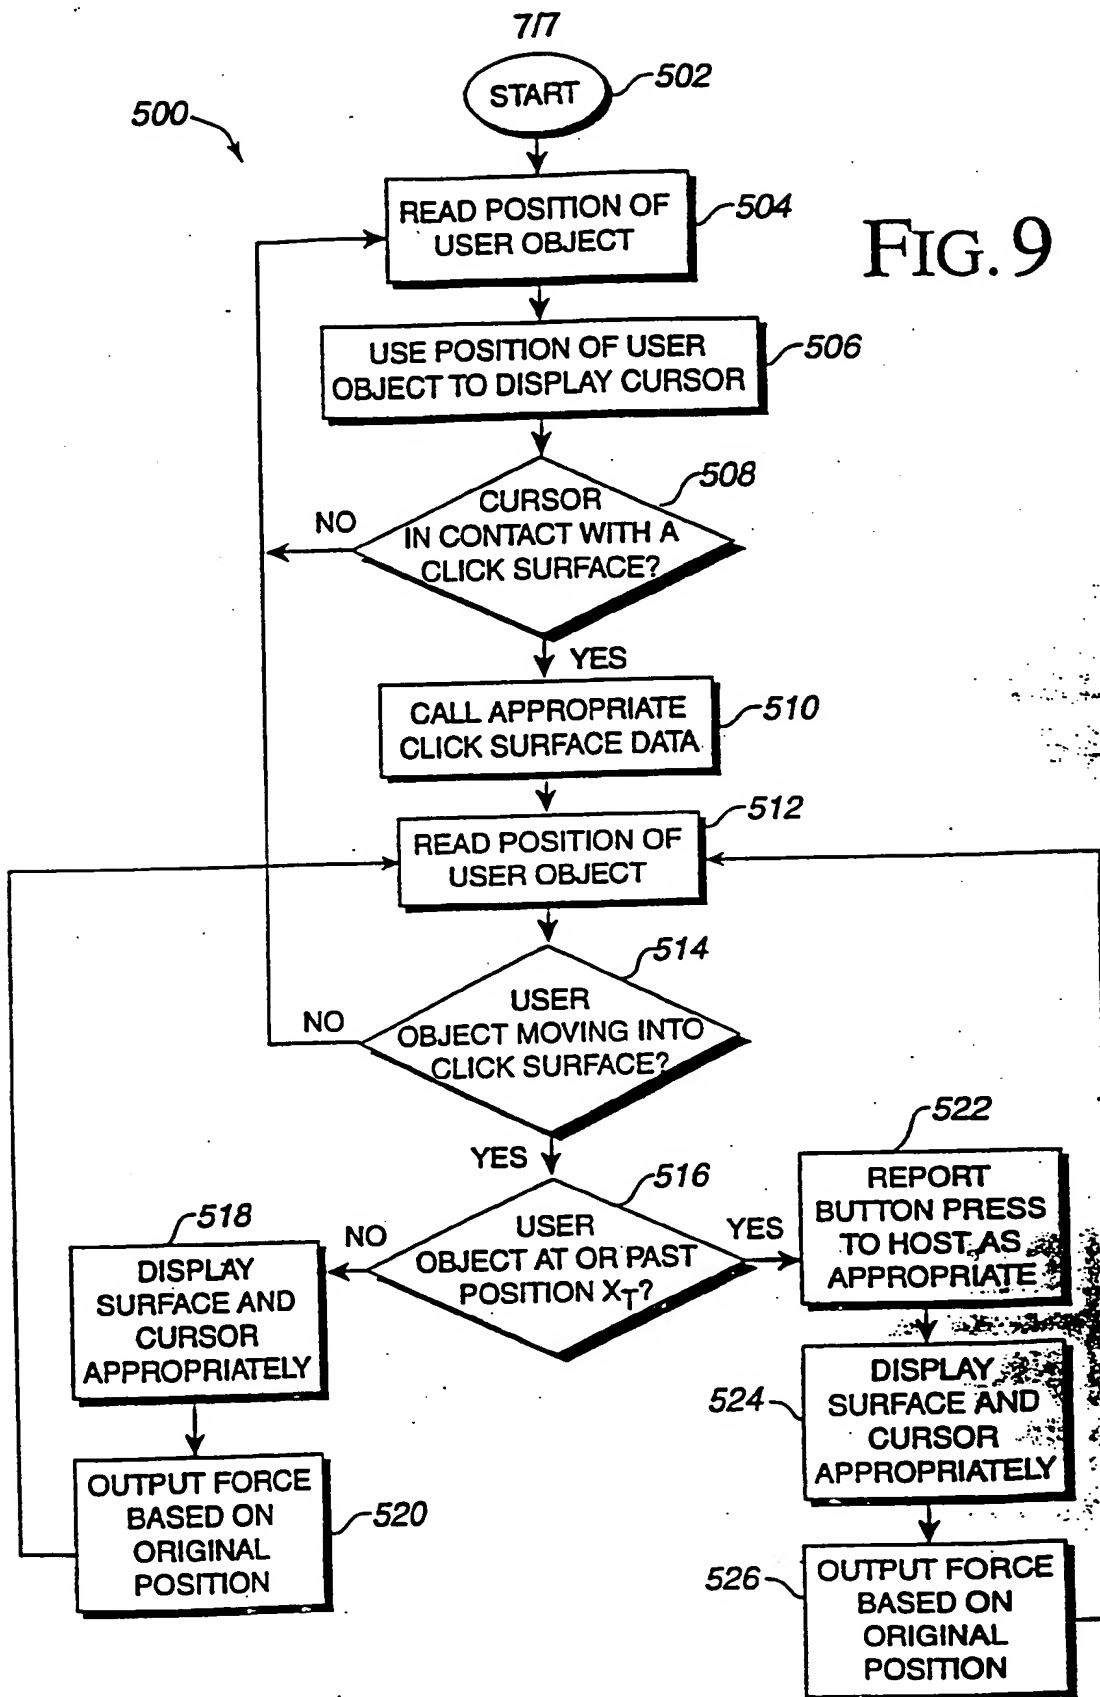 7/7
START
502
500
READ POSITION OF
USER OBJECT
504
FIG. 9
USE POSITION OF USER
OBJECT TO DISPLAY CURSOR
506
CURSOR
IN CONTACT WITH A
CLICK SURFACE?
508
NO
YES
CALL APPROPRIATE
CLICK SURFACE DATA
510
READ POSITION OF
USER OBJECT
512
USER
OBJECT MOVING INTO
CLICK SURFACE?
514
NO
YES
USER
OBJECT AT OR PAST
POSITION XT?
516
NO
YES
518
DISPLAY
SURFACE AND
CURSOR
APPROPRIATELY
OUTPUT FORCE
BASED ON
ORIGINAL
POSITION
520
522
REPORT
BUTTON PRESS
TO HOST AS
APPROPRIATE
524
DISPLAY
SURFACE AND
CURSOR
APPROPRIATELY
526
OUTPUT FORCE
BASED ON
ORIGINAL
POSITION